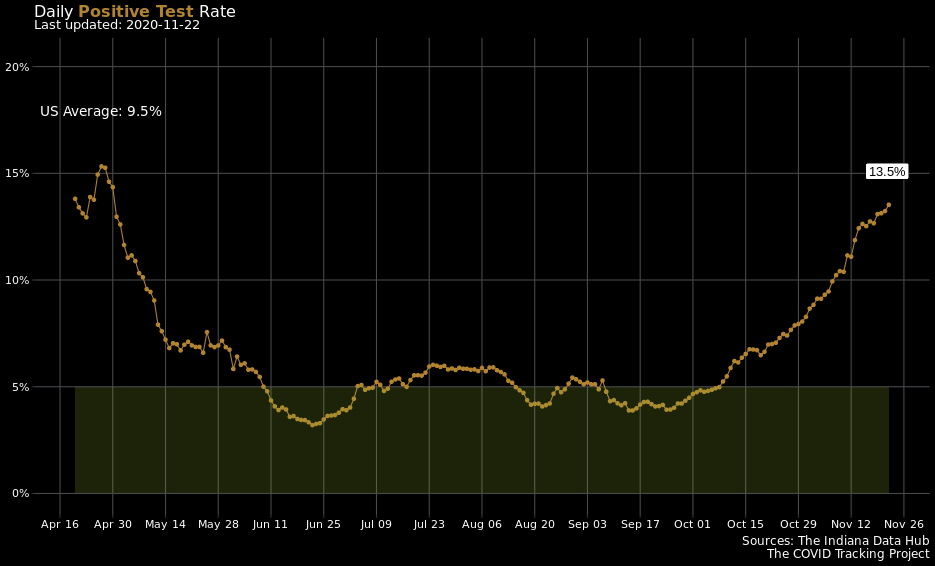 Daily Positive Test Rate
Last updated: 2020-11-22
20%
US Average: 9.5%
15%
13.5%
10%
5%
0%
Apr 16 Apr 30 May 14 May 28 Jun 11 Jun 25 Jul 09 Jul 23 Aug 06 Aug 20 Sep 03 Sep 17 Oct 01 Oct 15 Oct 29 Nov 12 Nov 26
Sources: The Indiana Data Hub
The COVID Tracking Project